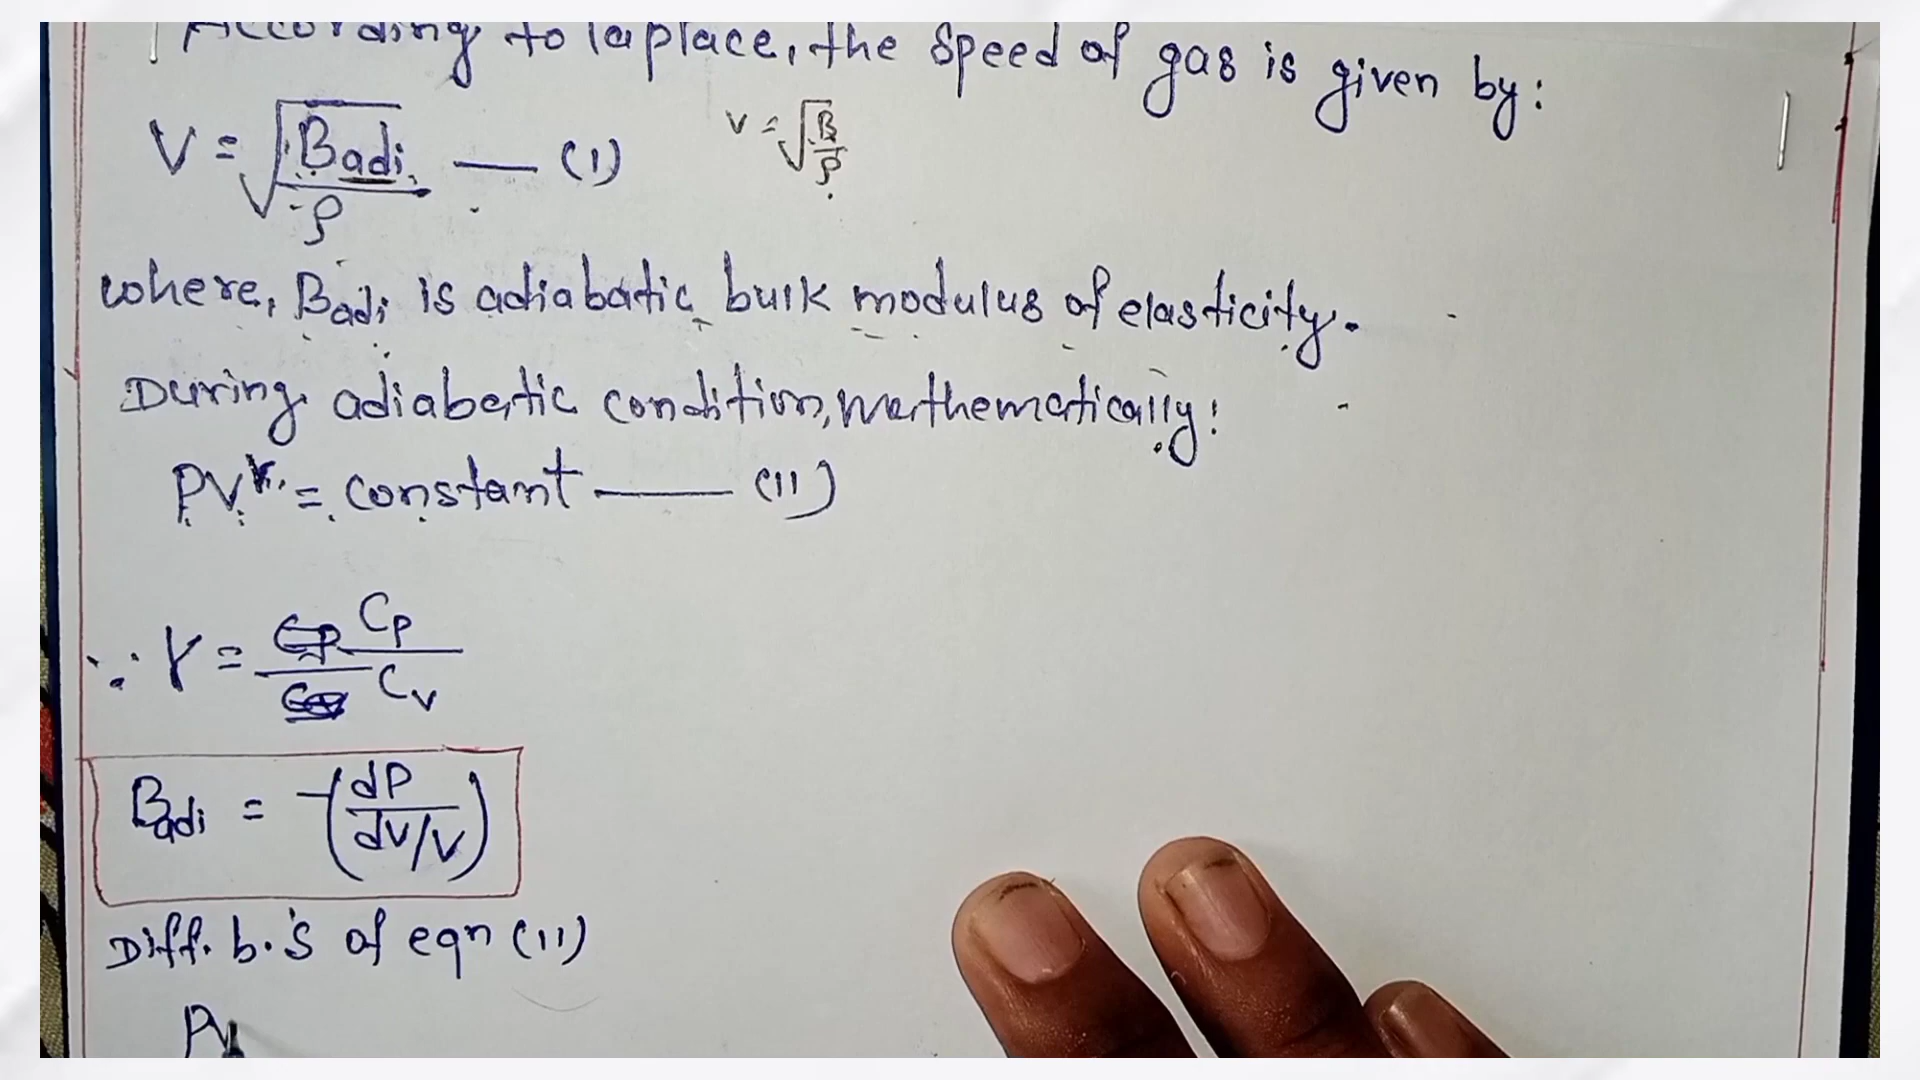 According to laplace, the speed of gas is given by:
V = √(Badi/ρ) — (1) V = √(B/ρ)
where, Badi is adiabatic bulk modulus of elasticity.
During adiabatic condition, mathematically:
PVγ = constant — (11)
∵ γ = Cp/Cv
Badi = -(dP/(dV/V))
Diff. b.s of eqn (11)
PV